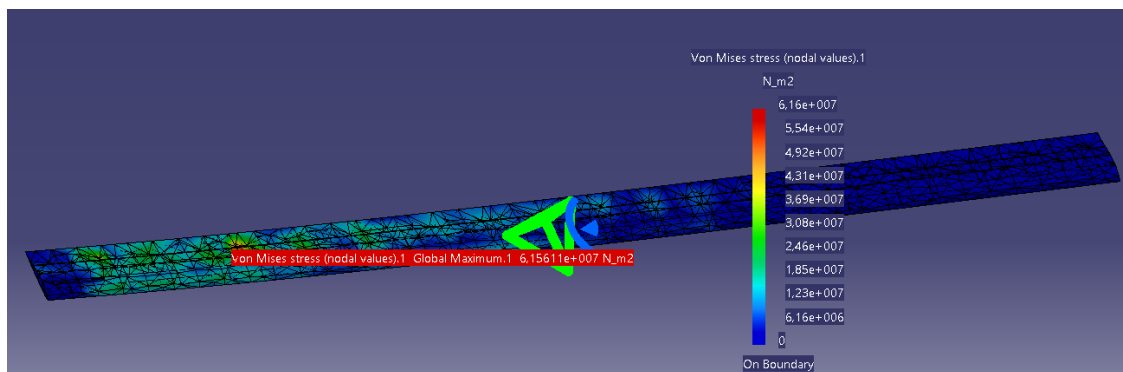 Von Mises stress (nodal values).1
N_m2
6,16e+007
5,54e+007
4,92e+007
4,31e+007
3,69e+007
3,08e+007
2,46e+007
1,85e+007
1,23e+007
6,16e+006
0
On Boundary
Von Mises stress (nodal values).1 Global Maximum.1 6,15611e+007 N_m2